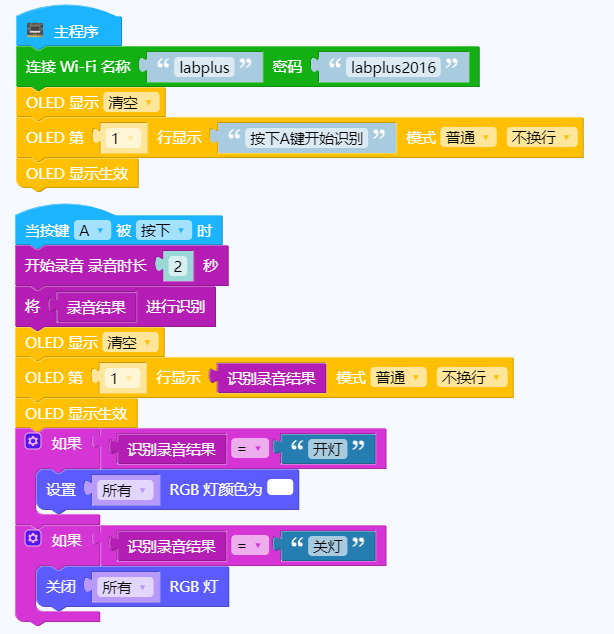 主程序
连接 Wi-Fi 名称 “ labplus ” 密码 “ labplus2016 ”
OLED 显示 清空
OLED 第 1 行显示 “ 按下A键开始识别 ” 模式 普通 不换行
OLED 显示生效
当按键 A 被 按下 时
开始录音 录音时长 2 秒
将 录音结果 进行识别
OLED 显示 清空
OLED 第 1 行显示 识别录音结果 模式 普通 不换行
OLED 显示生效
如果 识别录音结果 = “ 开灯 ”
设置 所有 RGB 灯颜色为
如果 识别录音结果 = “ 关灯 ”
关闭 所有 RGB 灯